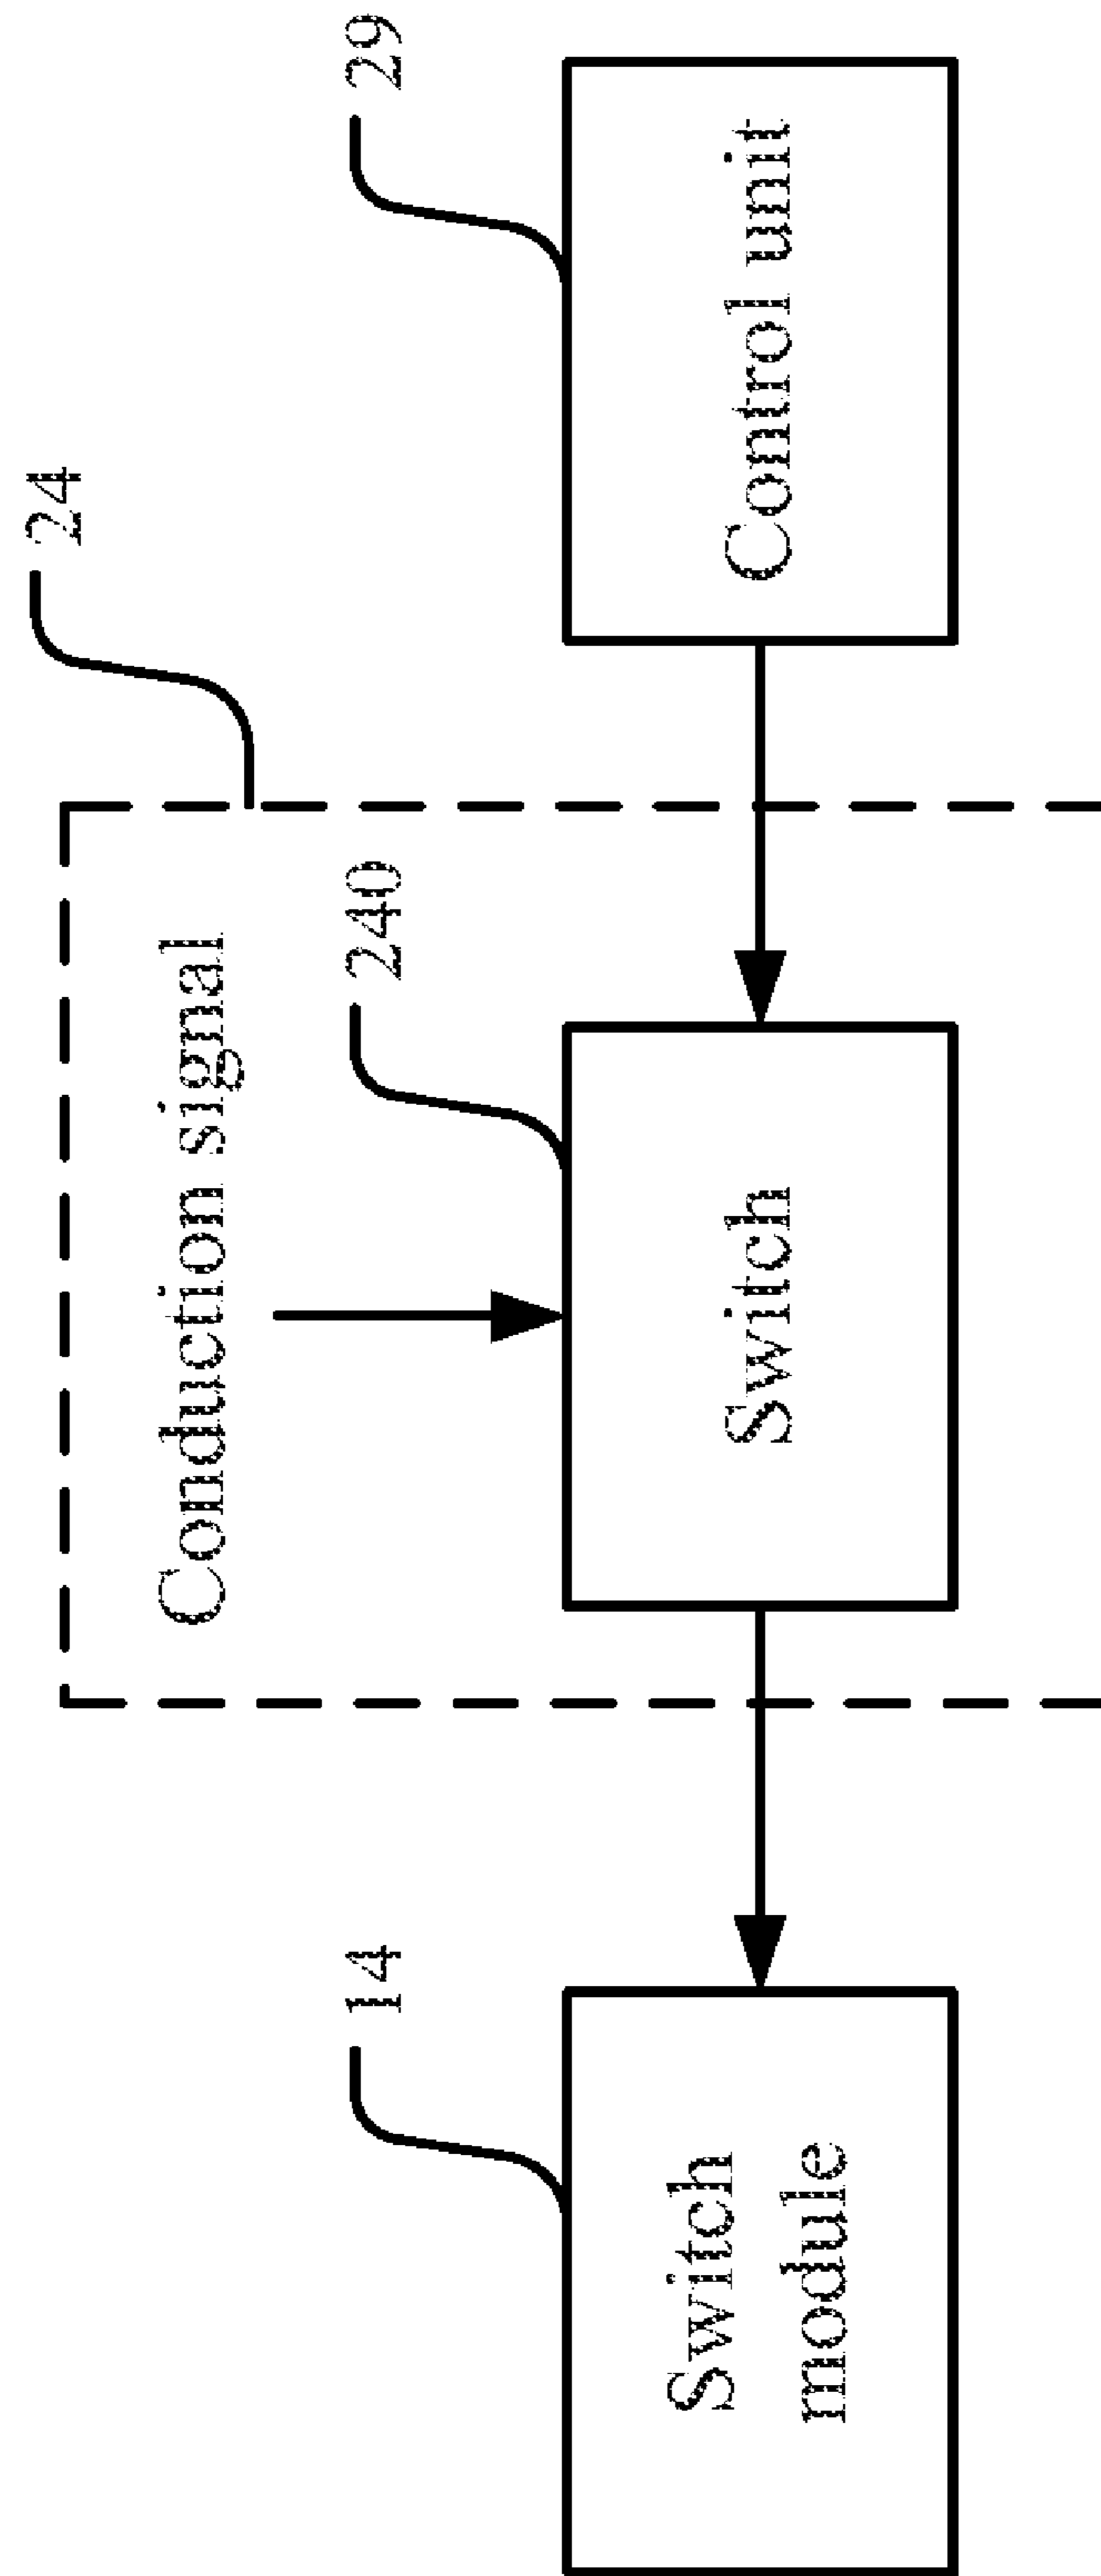 24
Conduction signal
14
240
29
Switch
module
Switch
Control unit